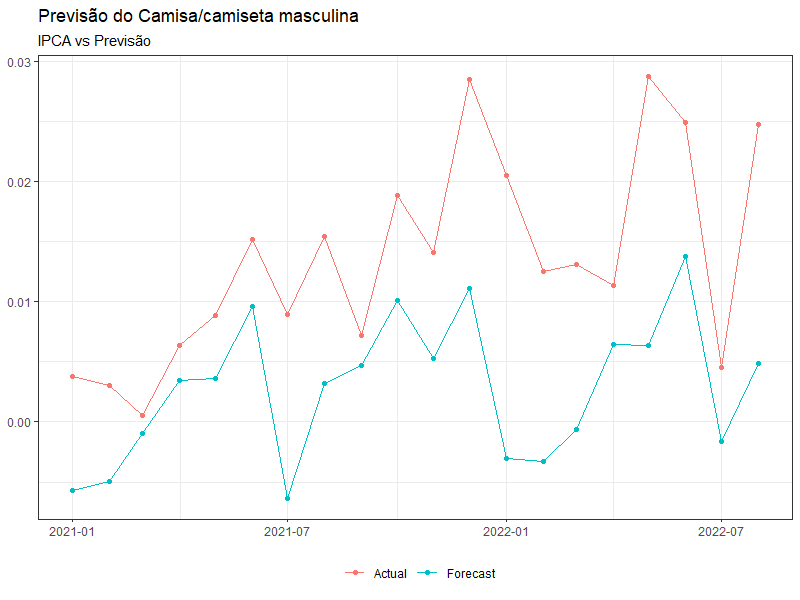 Previsão do Camisa/camiseta masculina
IPCA vs Previsão
0.03
0.02
0.01
0.00
2021-01 2021-07 2022-01 2022-07
Actual Forecast